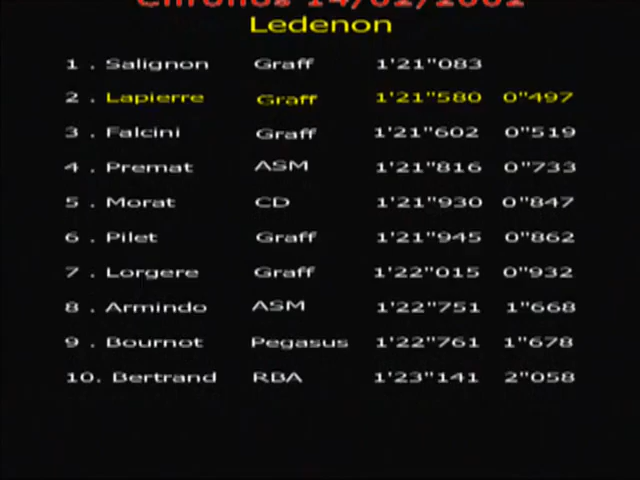 Chronos 14/02/2002
Ledenon
1 . Salignon Graff 1'21"083
2 . Lapierre Graff 1'21"580 0"497
3 . Falcini Graff 1'21"602 0"519
4 . Premat ASM 1'21"816 0"733
5 . Morat CD 1'21"930 0"847
6 . Pilet Graff 1'21"945 0"862
7 . Lorgere Graff 1'22"015 0"932
8 . Armindo ASM 1'22"751 1"668
9 . Bournot Pegasus 1'22"761 1"678
10. Bertrand RBA 1'23"141 2"058